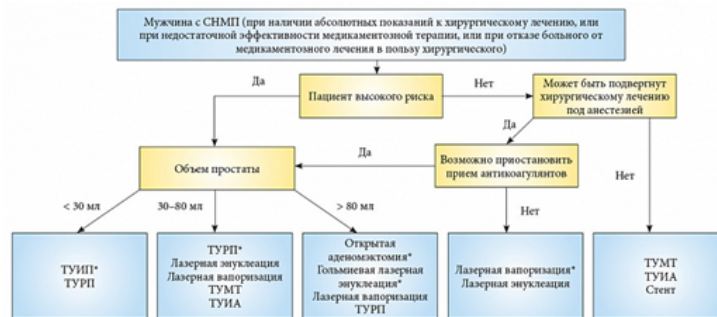 Мужчина с СНМП (при наличии абсолютных показаний к хирургическому лечению, или
при недостаточной эффективности медикаментозной терапии, или при отказе больного от
медикаментозного лечения в пользу хирургического)
Да
Пациент высокого риска
Нет
Может быть подвергнут
хирургическому лечению
под анестезией
Да
Объем простаты
Да
Возможно приостановить
прием антикоагулянтов
Нет
< 30 мл
30–80 мл
> 80 мл
Нет
ТУИП*
ТУРП
ТУРП*
Лазерная энуклеация
Лазерная вапоризация
ТУМТ
ТУИА
Открытая
аденомэктомия*
Гольмиевая лазерная
энуклеация*
Лазерная вапоризация
ТУРП
Лазерная вапоризация*
Лазерная энуклеация
ТУМТ
ТУИА
Стент